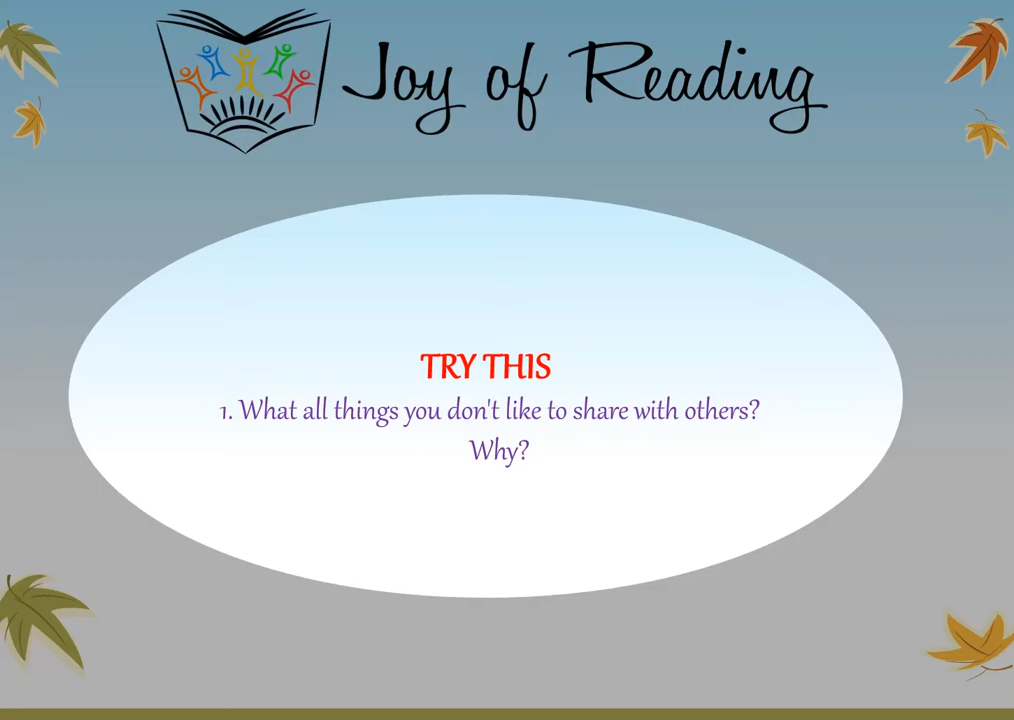 Joy of Reading
TRY THIS
1. What all things you don't like to share with others?
Why?